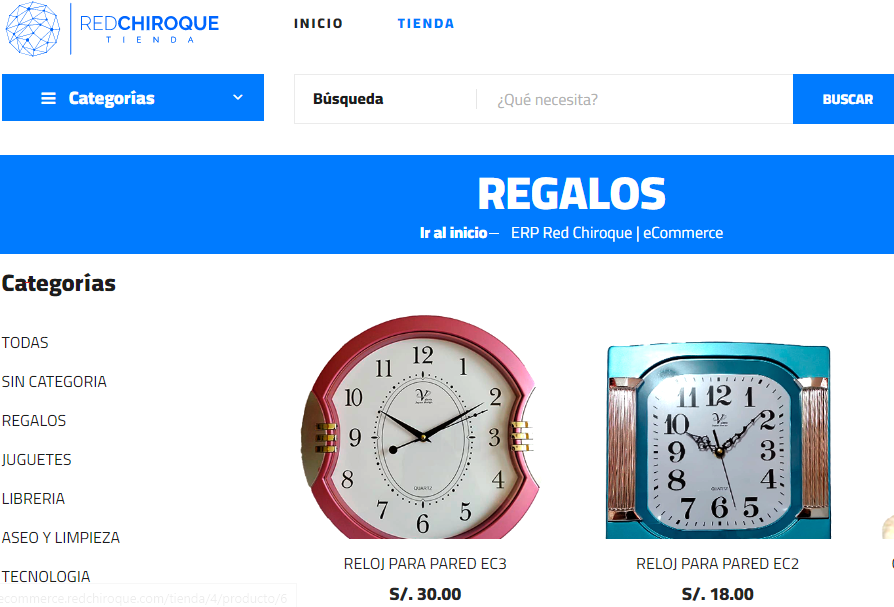 REDCHIROQUE
TIENDA
INICIO
TIENDA
Categorías
Búsqueda
¿Qué necesita?
BUSCAR
REGALOS
Ir al inicio— ERP Red Chiroque | eCommerce
Categorías
TODAS
SIN CATEGORIA
REGALOS
JUGUETES
LIBRERIA
ASEO Y LIMPIEZA
TECNOLOGIA
12
1
2
3
4
5
6
7
8
9
10
11
QUARTZ
RELOJ PARA PARED EC3
S/. 30.00
12
1
2
3
4
5
6
7
8
9
10
11
QUARTZ
RELOJ PARA PARED EC2
S/. 18.00
ecommerce.redchiroque.com/tienda/4/producto/6